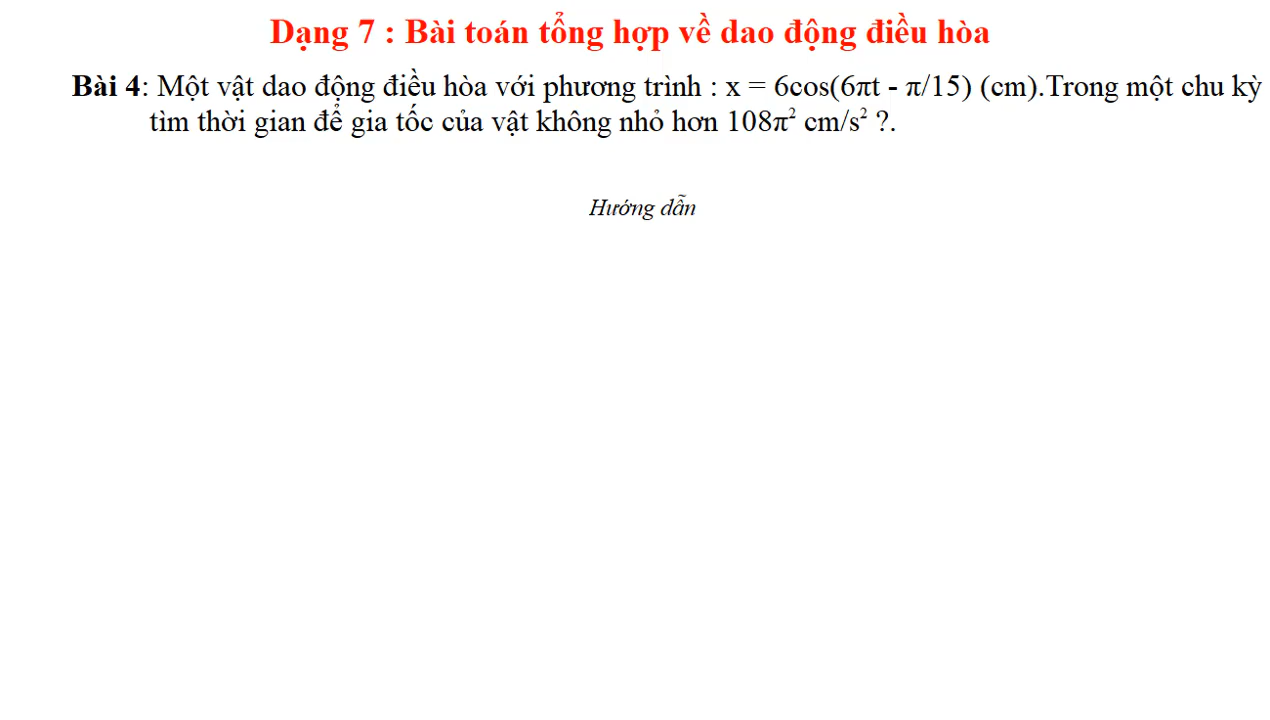 Dạng 7 : Bài toán tổng hợp về dao động điều hòa
Bài 4: Một vật dao động điều hòa với phương trình : x = 6cos(6πt - π/15) (cm).Trong một chu kỳ
tìm thời gian để gia tốc của vật không nhỏ hơn 108π² cm/s² ?.
Hướng dẫn